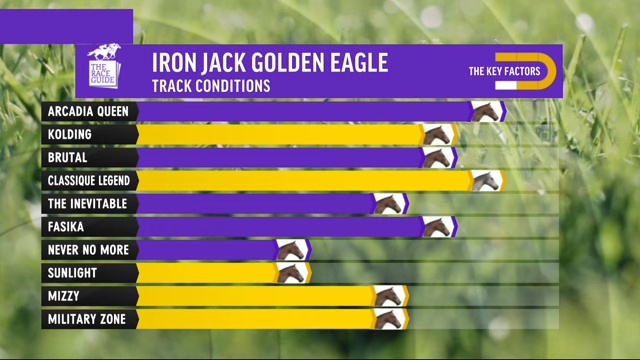 THE
RACE
GUIDE
IRON JACK GOLDEN EAGLE
TRACK CONDITIONS
THE KEY FACTORS
ARCADIA QUEEN
KOLDING
BRUTAL
CLASSIQUE LEGEND
THE INEVITABLE
FASIKA
NEVER NO MORE
SUNLIGHT
MIZZY
MILITARY ZONE